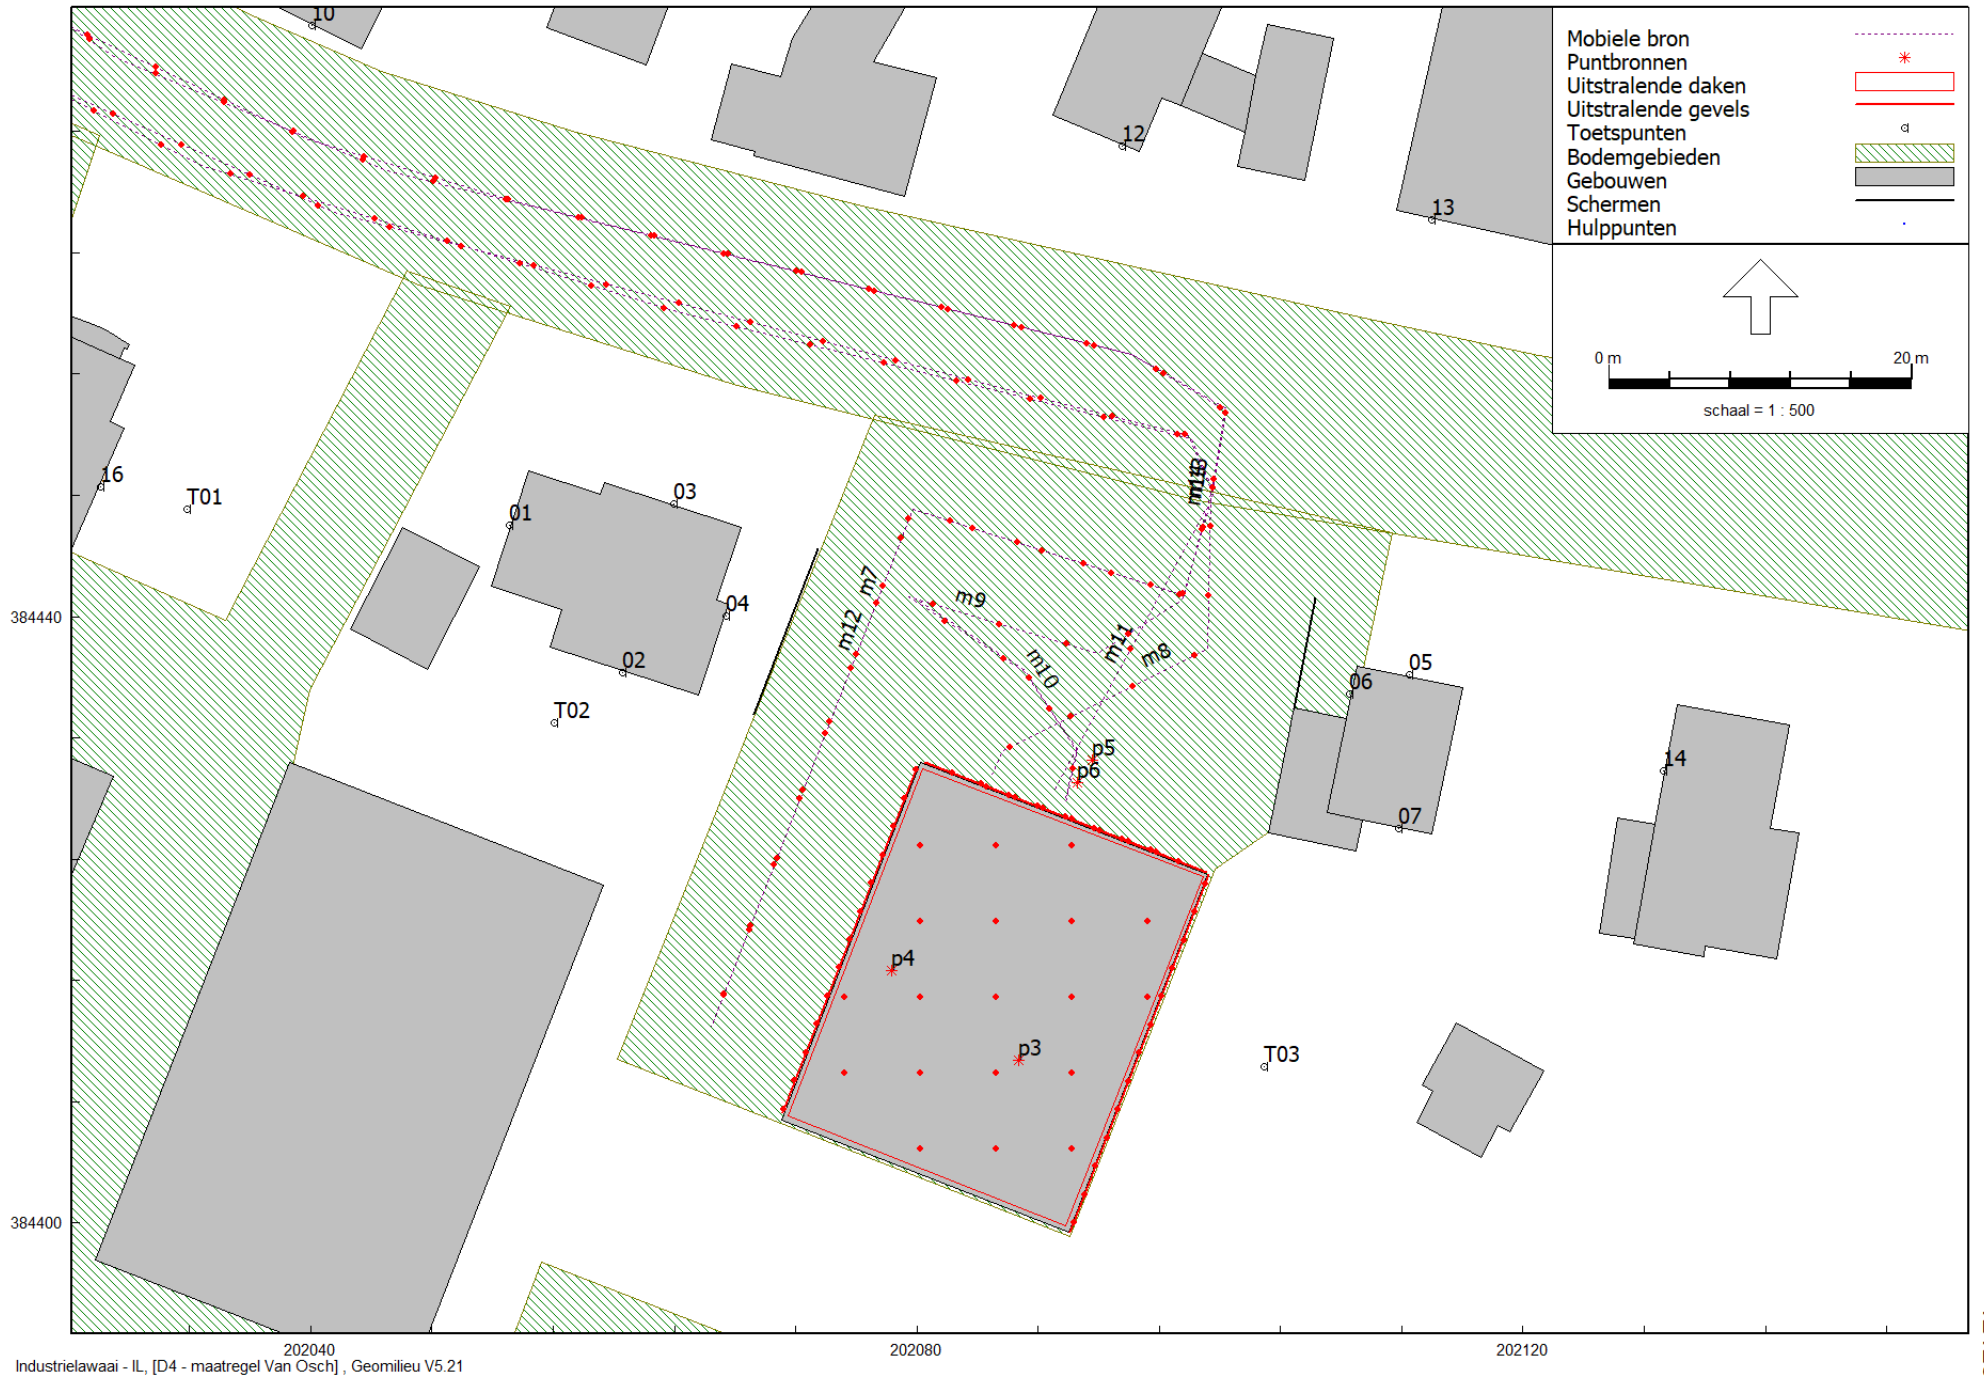 10
12
13
Mobiele bron
Puntbronnen
Uitstralende daken
Uitstralende gevels
Toetspunten
Bodemgebieden
Gebouwen
Schermen
Hulppunten
0 m
20 m
schaal = 1 : 500
16
T01
01
03
04
02
T02
m7
m9
m12
m10
m11
m8
05
06
07
14
p5
p6
p4
p3
T03
384440
384400
202040
202080
202120
Industrielawaai - IL, [D4 - maatregel Van Osch] , Geomilieu V5.21